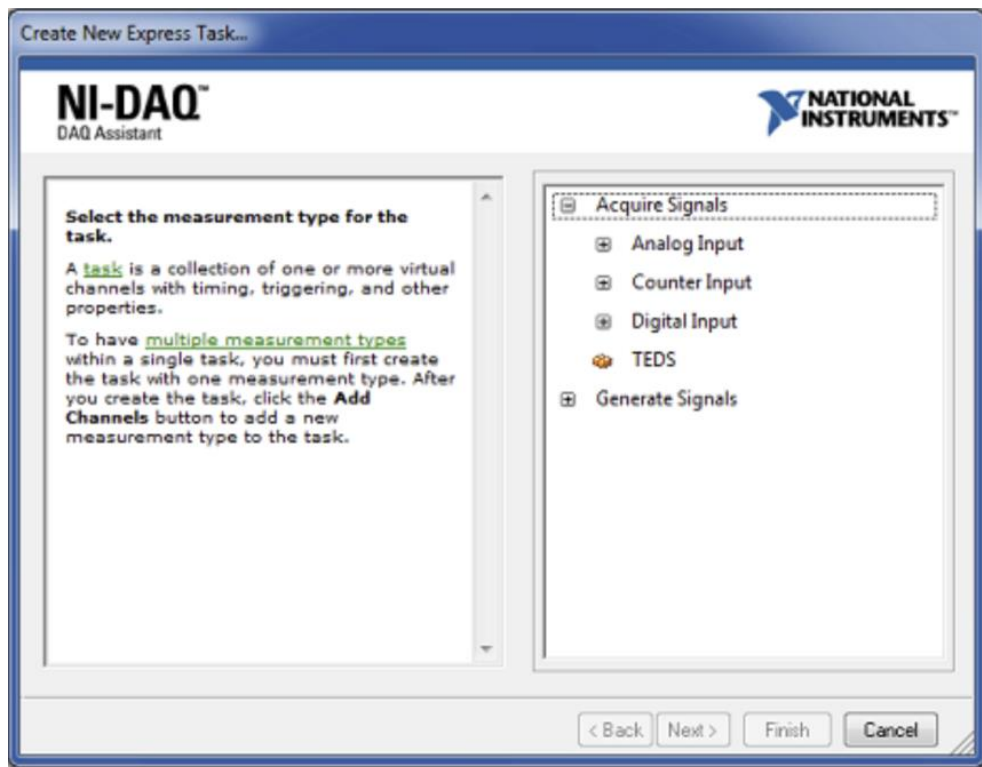 Create New Express Task...
NI-DAQ™
DAQ Assistant
NATIONAL
INSTRUMENTS™
Select the measurement type for the
task.
A task is a collection of one or more virtual
channels with timing, triggering, and other
properties.
To have multiple measurement types
within a single task, you must first create
the task with one measurement type. After
you create the task, click the Add
Channels button to add a new
measurement type to the task.
Acquire Signals
Analog Input
Counter Input
Digital Input
TEDS
Generate Signals
< Back
Next >
Finish
Cancel